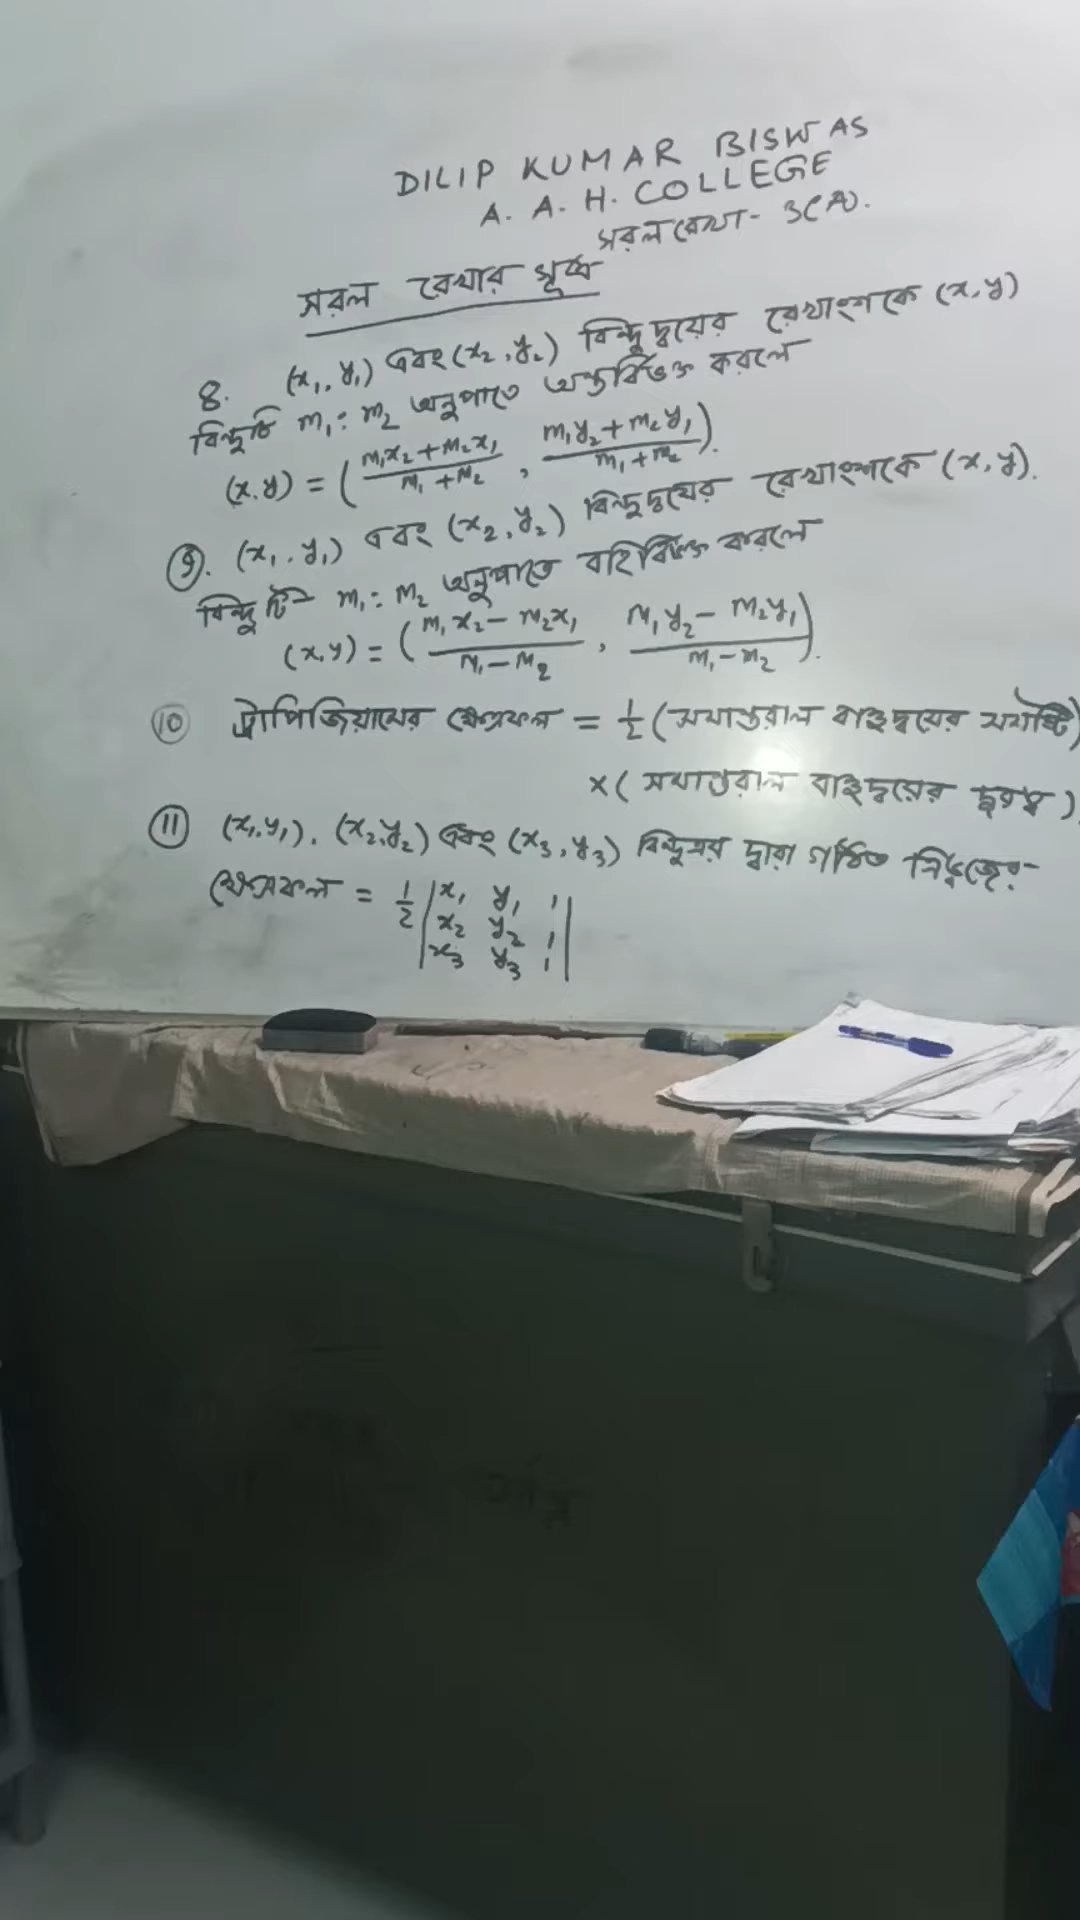 DILIP KUMAR BISWAS
A. A. H. COLLEGE
সরলরেখা - 3(A).
সরল রেখার সূত্র
8. (x₁, y₁) এবং (x₂, y₂) বিন্দুদ্বয়ের রেখাংশকে (x, y)
বিন্দুটি m₁ : m₂ অনুপাতে অন্তর্বিভক্ত করলে
(x, y) = ( (m₁x₂ + m₂x₁)/(m₁ + m₂) , (m₁y₂ + m₂y₁)/(m₁ + m₂) ).
9. (x₁, y₁) এবং (x₂, y₂) বিন্দুদ্বয়ের রেখাংশকে (x, y).
বিন্দুটি m₁ : m₂ অনুপাতে বহির্বিভক্ত করলে
(x, y) = ( (m₁x₂ - m₂x₁)/(m₁ - m₂) , (m₁y₂ - m₂y₁)/(m₁ - m₂) ).
10 ট্রাপিজিয়ামের ক্ষেত্রফল = ½ (সমান্তরাল বাহুদ্বয়ের সমষ্টি)
× (সমান্তরাল বাহুদ্বয়ের দূরত্ব)
11 (x₁, y₁), (x₂, y₂) এবং (x₃, y₃) বিন্দুত্রয় দ্বারা গঠিত ত্রিভুজের
ক্ষেত্রফল = ½ | x₁ y₁ 1
x₂ y₂ 1
x₃ y₃ 1 |